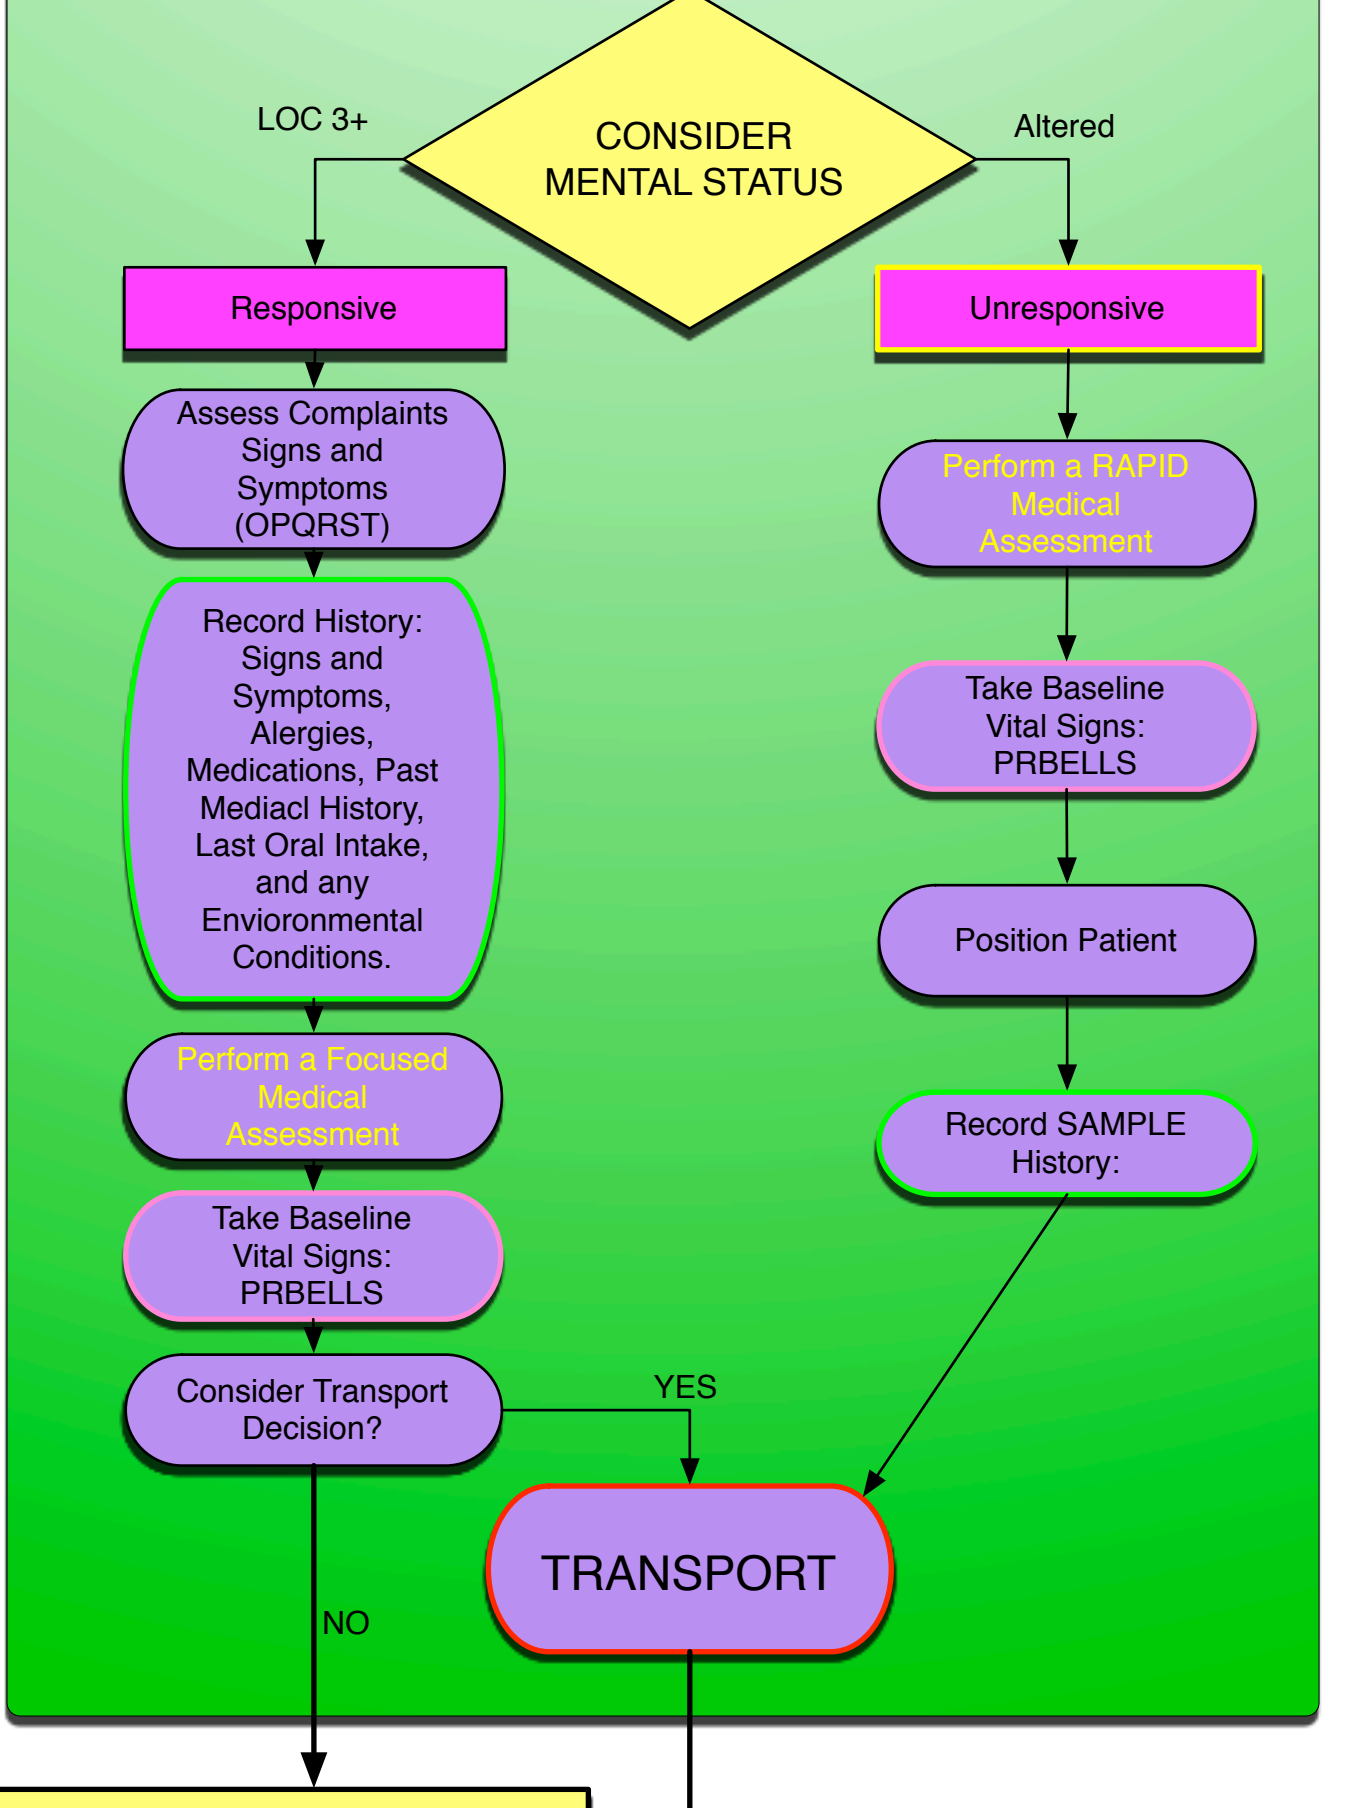 LOC 3+
CONSIDER
MENTAL STATUS
Altered
Responsive
Assess Complaints
Signs and
Symptoms
(OPQRST)
Record History:
Signs and
Symptoms,
Alergies,
Medications, Past
Mediacl History,
Last Oral Intake,
and any
Envioronmental
Conditions.
Perform a Focused
Medical
Assessment
Take Baseline
Vital Signs:
PRBELLS
Consider Transport
Decision?
YES
NO
Unresponsive
Perform a RAPID
Medical
Assessment
Take Baseline
Vital Signs:
PRBELLS
Position Patient
Record SAMPLE
History:
TRANSPORT